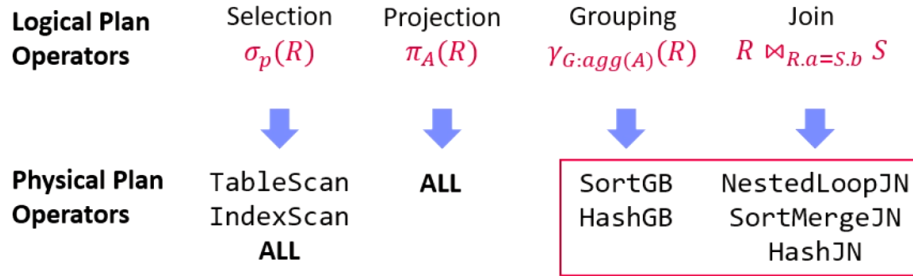 Logical Plan Operators
Selection Projection Grouping Join
σ_p(R) π_A(R) γ_{G:agg(A)}(R) R ⋈_{R.a=S.b} S
Physical Plan Operators
TableScan ALL SortGB NestedLoopJN
IndexScan HashGB SortMergeJN
ALL HashJN